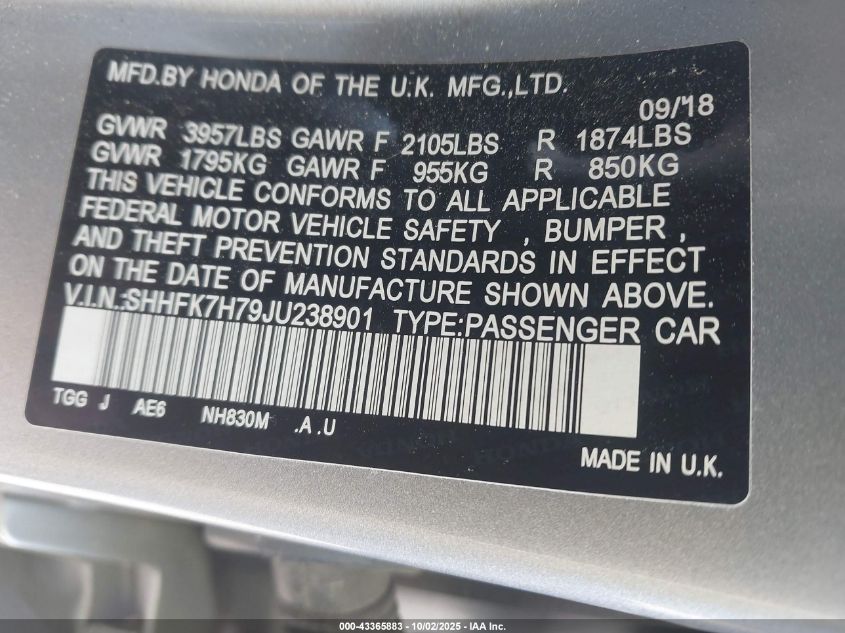 MFD.BY HONDA OF THE U.K. MFG.,LTD.
09/'18
GVWR 3957LBS GAWR F 2105LBS R 1874LBS
GVWR 1795KG GAWR F 955KG R 850KG
THIS VEHICLE CONFORMS TO ALL APPLICABLE
FEDERAL MOTOR VEHICLE SAFETY , BUMPER ,
AND THEFT PREVENTION STANDARDS IN EFFECT
ON THE DATE OF MANUFACTURE SHOWN ABOVE.
V.I.N.:SHHFK7H79JU238901 TYPE:PASSENGER CAR
TGG J AE6 NH830M .A .U
MADE IN U.K.
000-43365883 | 10/02/2025 - © IAA Inc.